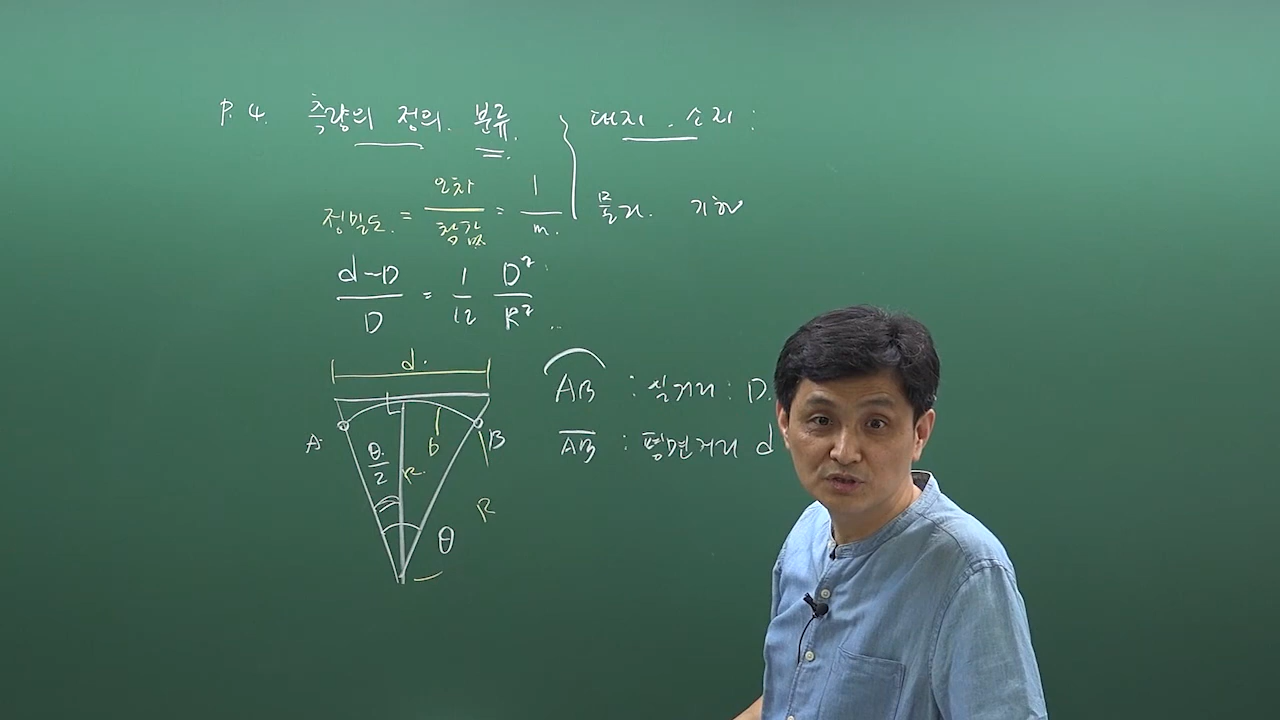 P. 4. 측량의 정의. 분류. 대지 . 소지 :
정밀도. = 오차 / 참값 = 1 / m. 물리. 기하
d-D / D = 1/12 D² / R²
d.
A
B
D
θ/2
R
R
θ
AB : 실거리 : D.
AB : 평면거리 d